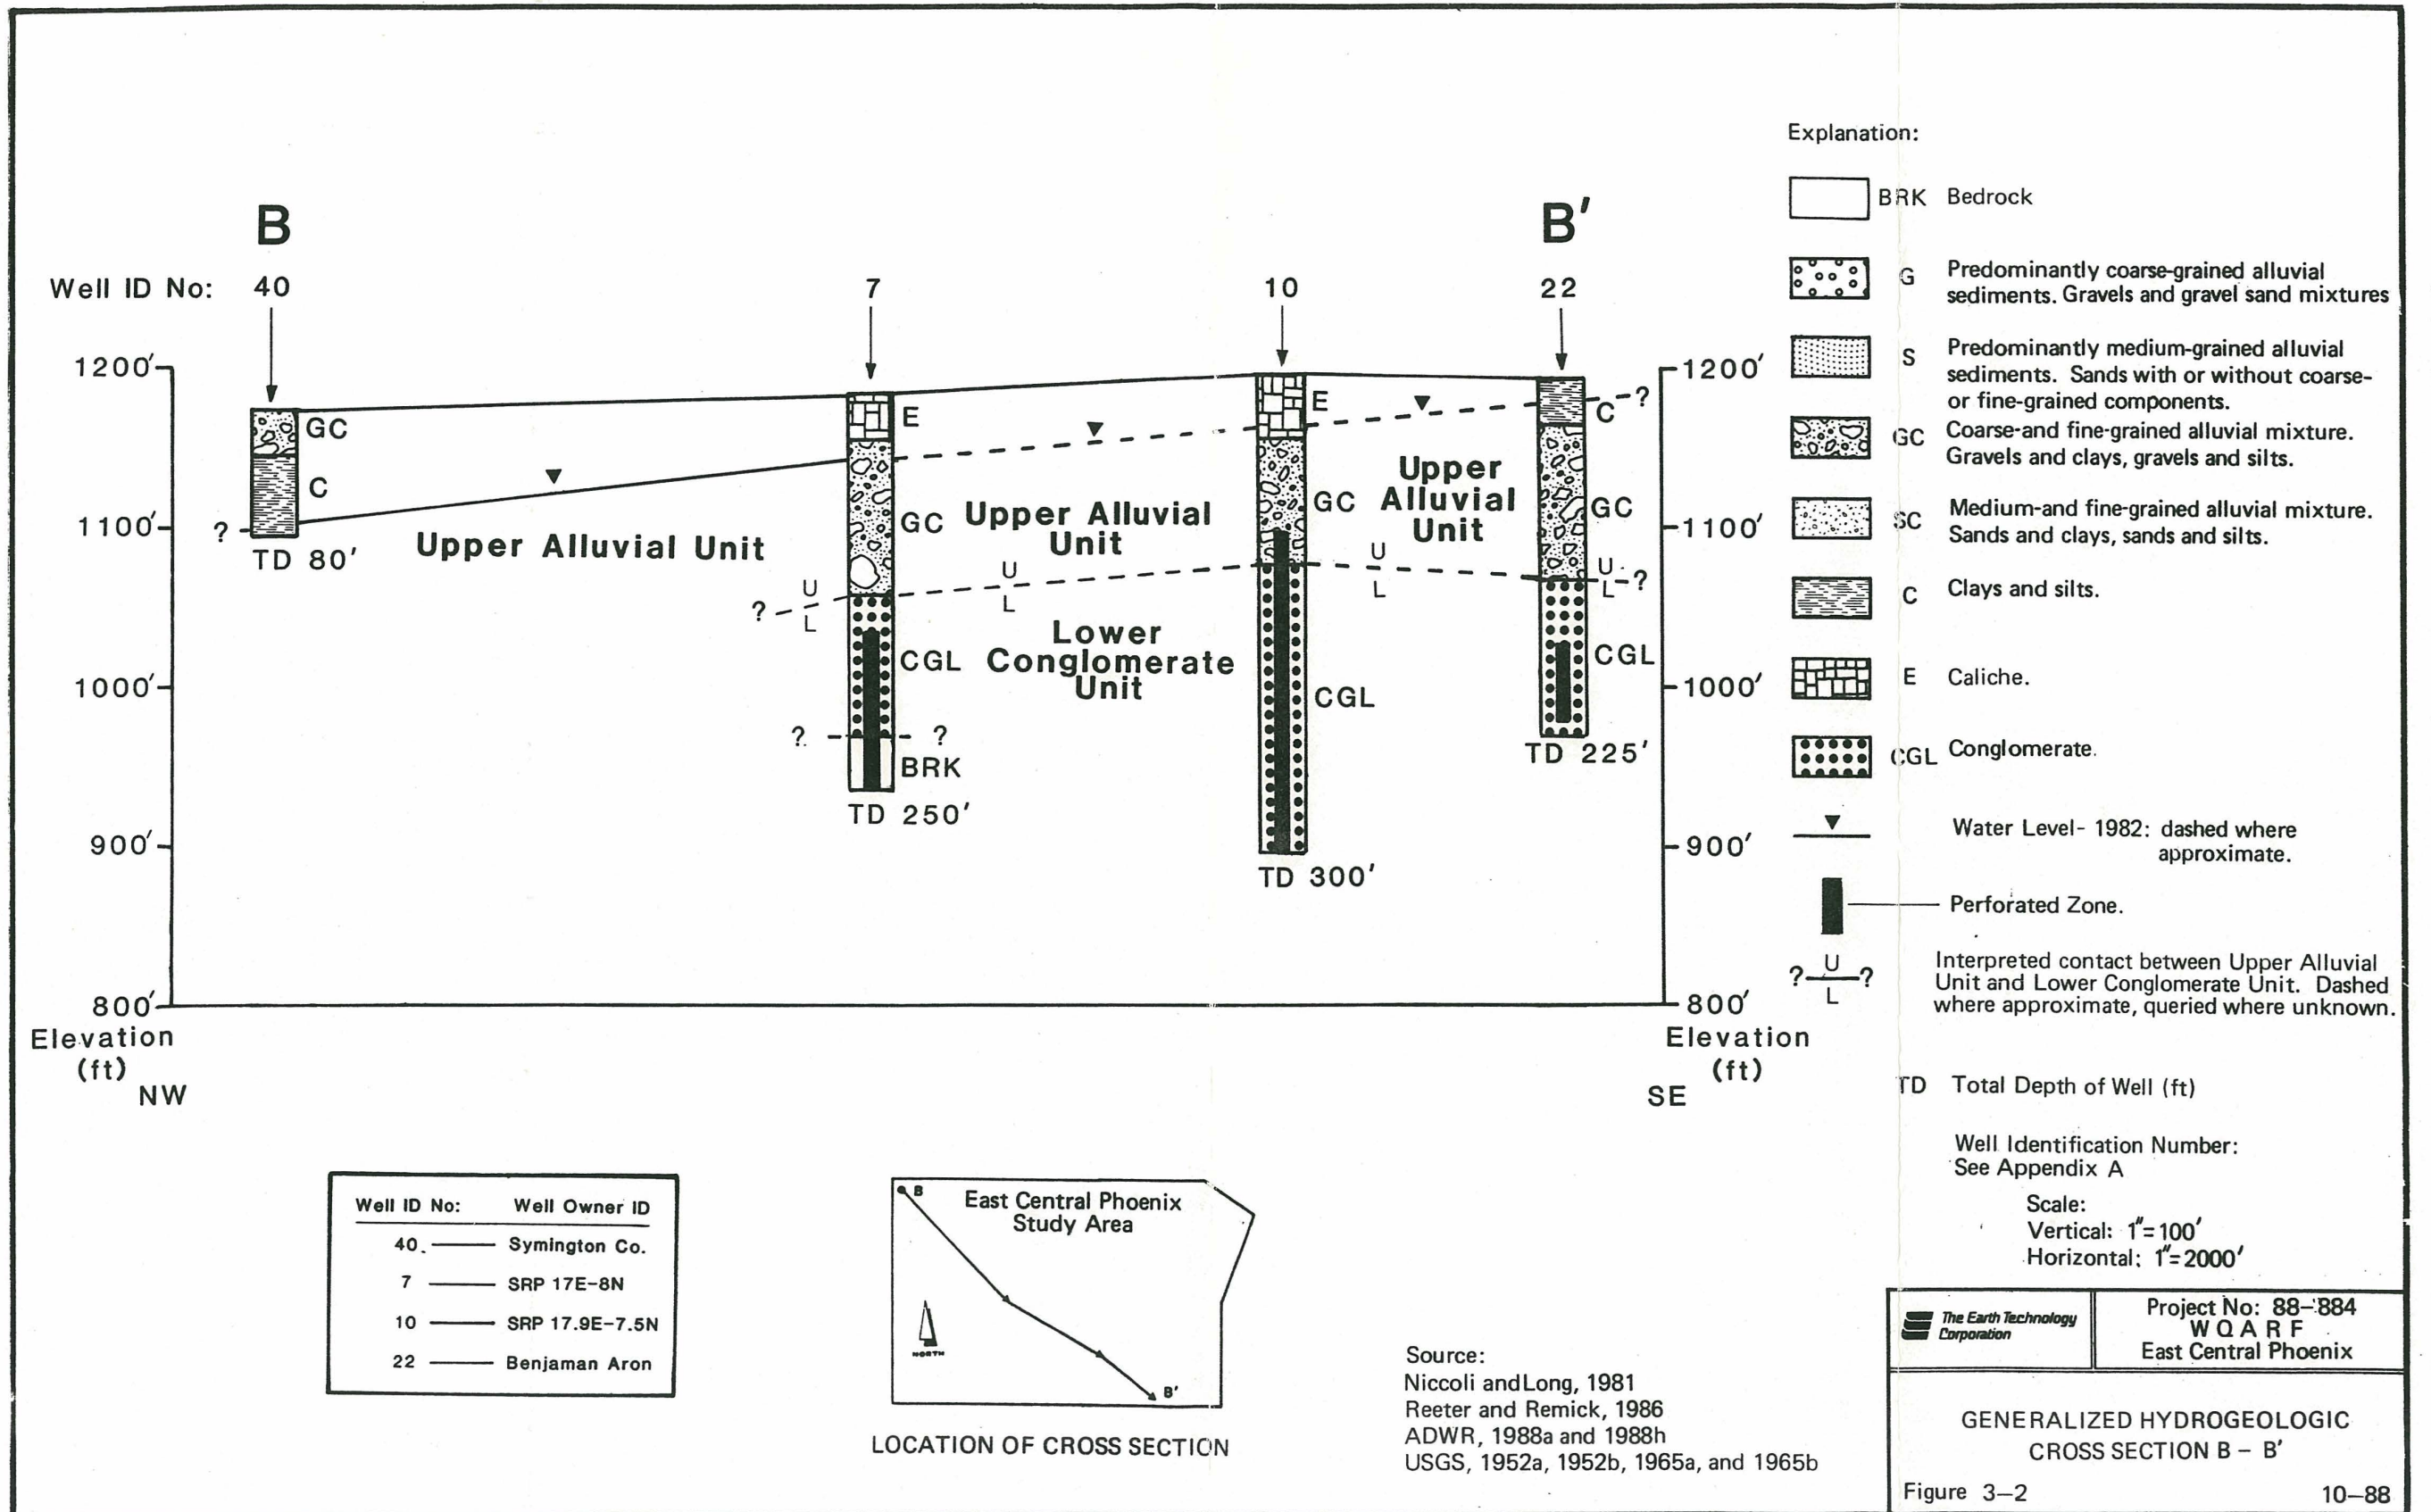 B
B′
Well ID No: 40 7 10 22
1200′
1100′
1000′
900′
800′
Elevation
(ft)
NW
GC
C
?
TD 80′
Upper Alluvial Unit
E
GC
U
?
L
CGL
? ?
BRK
TD 250′
Upper Alluvial
Unit
U
L
Lower
Conglomerate
Unit
E
GC
CGL
TD 300′
Upper
Alluvial
Unit
U
L
C
?
GC
U
?
L
CGL
TD 225′
1200′
1100′
1000′
900′
800′
Elevation
(ft)
SE
Explanation:
BRK Bedrock
G Predominantly coarse-grained alluvial
sediments. Gravels and gravel sand mixtures
S Predominantly medium-grained alluvial
sediments. Sands with or without coarse-
or fine-grained components.
GC Coarse-and fine-grained alluvial mixture.
Gravels and clays, gravels and silts.
SC Medium-and fine-grained alluvial mixture.
Sands and clays, sands and silts.
C Clays and silts.
E Caliche.
CGL Conglomerate.
Water Level- 1982: dashed where
approximate.
Perforated Zone.
U
? ?
L
Interpreted contact between Upper Alluvial
Unit and Lower Conglomerate Unit. Dashed
where approximate, queried where unknown.
TD Total Depth of Well (ft)
Well Identification Number:
See Appendix A
Scale:
Vertical: 1″=100′
Horizontal: 1″=2000′
Well ID No: Well Owner ID
40 Symington Co.
7 SRP 17E-8N
10 SRP 17.9E-7.5N
22 Benjaman Aron
B
East Central Phoenix
Study Area
NORTH
B′
LOCATION OF CROSS SECTION
Source:
Niccoli and Long, 1981
Reeter and Remick, 1986
ADWR, 1988a and 1988h
USGS, 1952a, 1952b, 1965a, and 1965b
The Earth Technology
Corporation
Project No: 88-884
WQARF
East Central Phoenix
GENERALIZED HYDROGEOLOGIC
CROSS SECTION B – B′
Figure 3–2 10–88